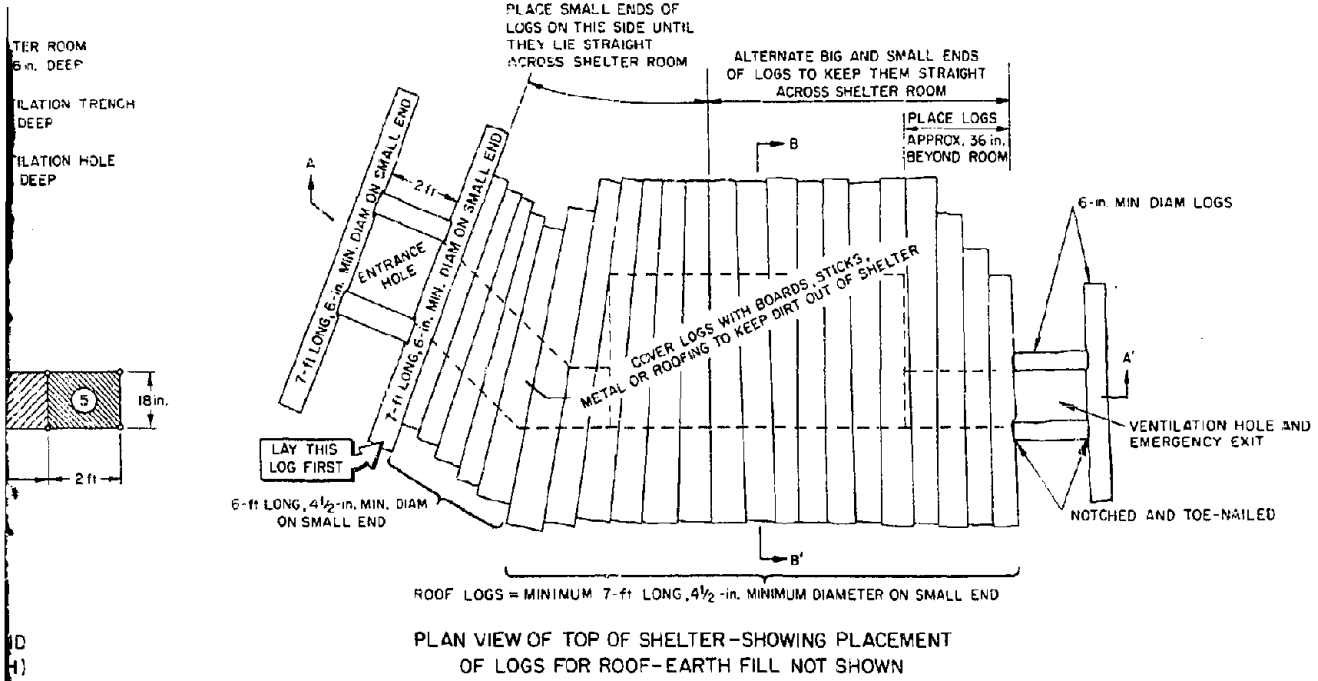 TER ROOM
6 in. DEEP
ILATION TRENCH
DEEP
ILATION HOLE
DEEP
5
18 in.
2 ft
H)
PLACE SMALL ENDS OF
LOGS ON THIS SIDE UNTIL
THEY LIE STRAIGHT
ACROSS SHELTER ROOM
ALTERNATE BIG AND SMALL ENDS
OF LOGS TO KEEP THEM STRAIGHT
ACROSS SHELTER ROOM
PLACE LOGS
APPROX. 36 in.
BEYOND ROOM
A
B
2 ft
7-ft LONG, 6-in. MIN. DIAM ON SMALL END
ENTRANCE
HOLE
7-ft LONG, 6-in. MIN. DIAM ON SMALL END
COVER LOGS WITH BOARDS, STICKS,
METAL OR ROOFING TO KEEP DIRT OUT OF SHELTER
6-in. MIN DIAM LOGS
A'
VENTILATION HOLE AND
EMERGENCY EXIT
NOTCHED AND TOE-NAILED
LAY THIS
LOG FIRST
6-ft LONG, 4 1/2-in. MIN. DIAM
ON SMALL END
B'
ROOF LOGS = MINIMUM 7-ft LONG, 4 1/2-in. MINIMUM DIAMETER ON SMALL END
PLAN VIEW OF TOP OF SHELTER-SHOWING PLACEMENT
OF LOGS FOR ROOF-EARTH FILL NOT SHOWN